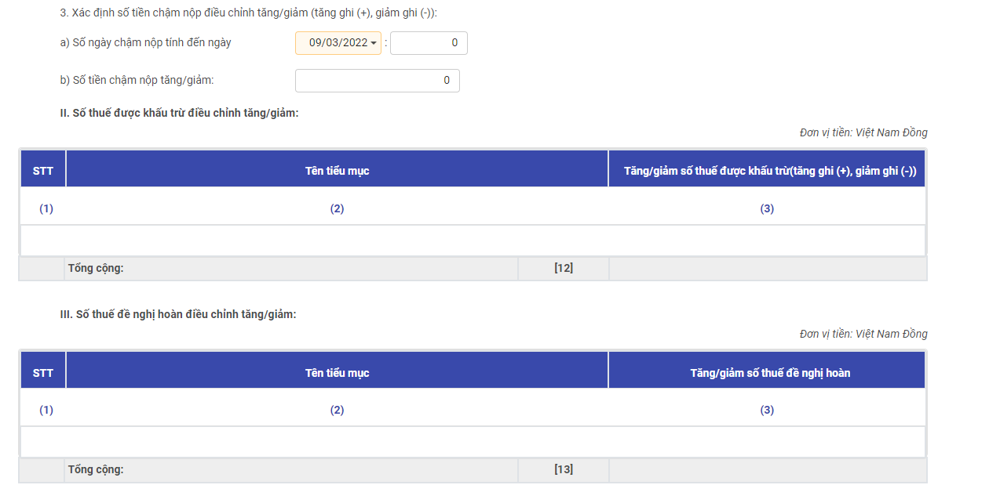 3. Xác định số tiền chậm nộp điều chỉnh tăng/giảm (tăng ghi (+), giảm ghi (-)):
a) Số ngày chậm nộp tính đến ngày 09/03/2022 : 0
b) Số tiền chậm nộp tăng/giảm: 0
II. Số thuế được khấu trừ điều chỉnh tăng/giảm:
Đơn vị tiền: Việt Nam Đồng
STT Tên tiểu mục Tăng/giảm số thuế được khấu trừ(tăng ghi (+), giảm ghi (-))
(1) (2) (3)
Tổng cộng: [12]
III. Số thuế đề nghị hoàn điều chỉnh tăng/giảm:
Đơn vị tiền: Việt Nam Đồng
STT Tên tiểu mục Tăng/giảm số thuế đề nghị hoàn
(1) (2) (3)
Tổng cộng: [13]